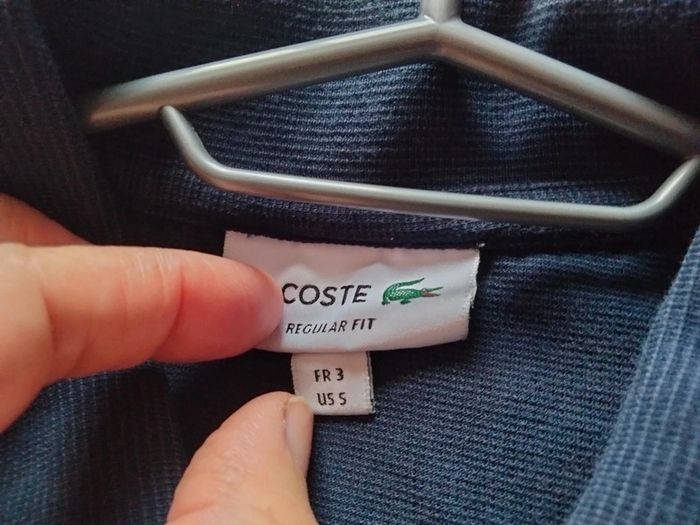 COSTE
REGULAR FIT
FR 3
US S